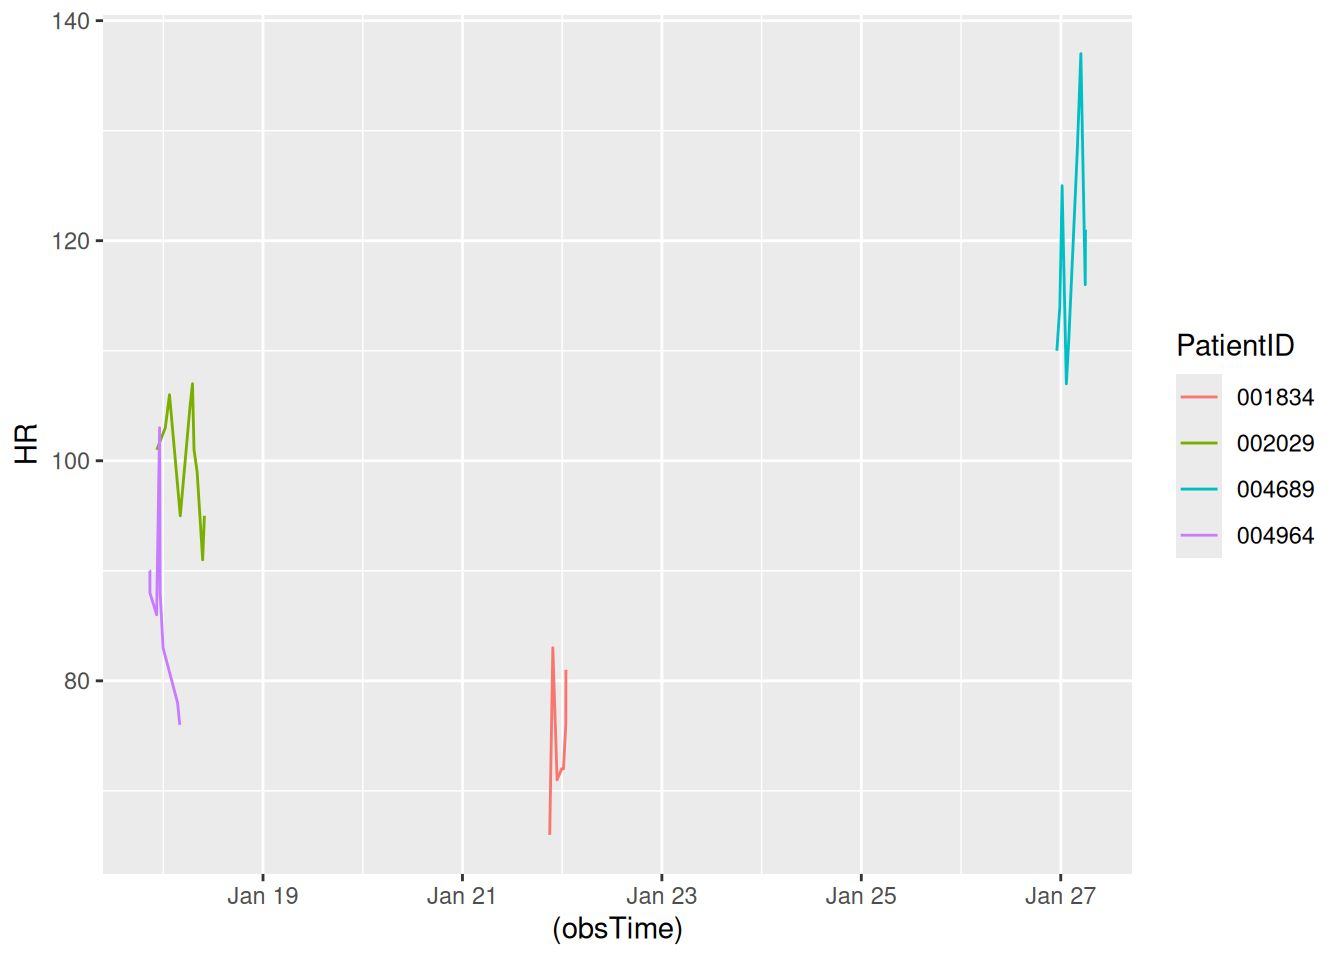 140
120
100
80
HR
Jan 19
Jan 21
Jan 23
Jan 25
Jan 27
(obsTime)
PatientID
001834
002029
004689
004964